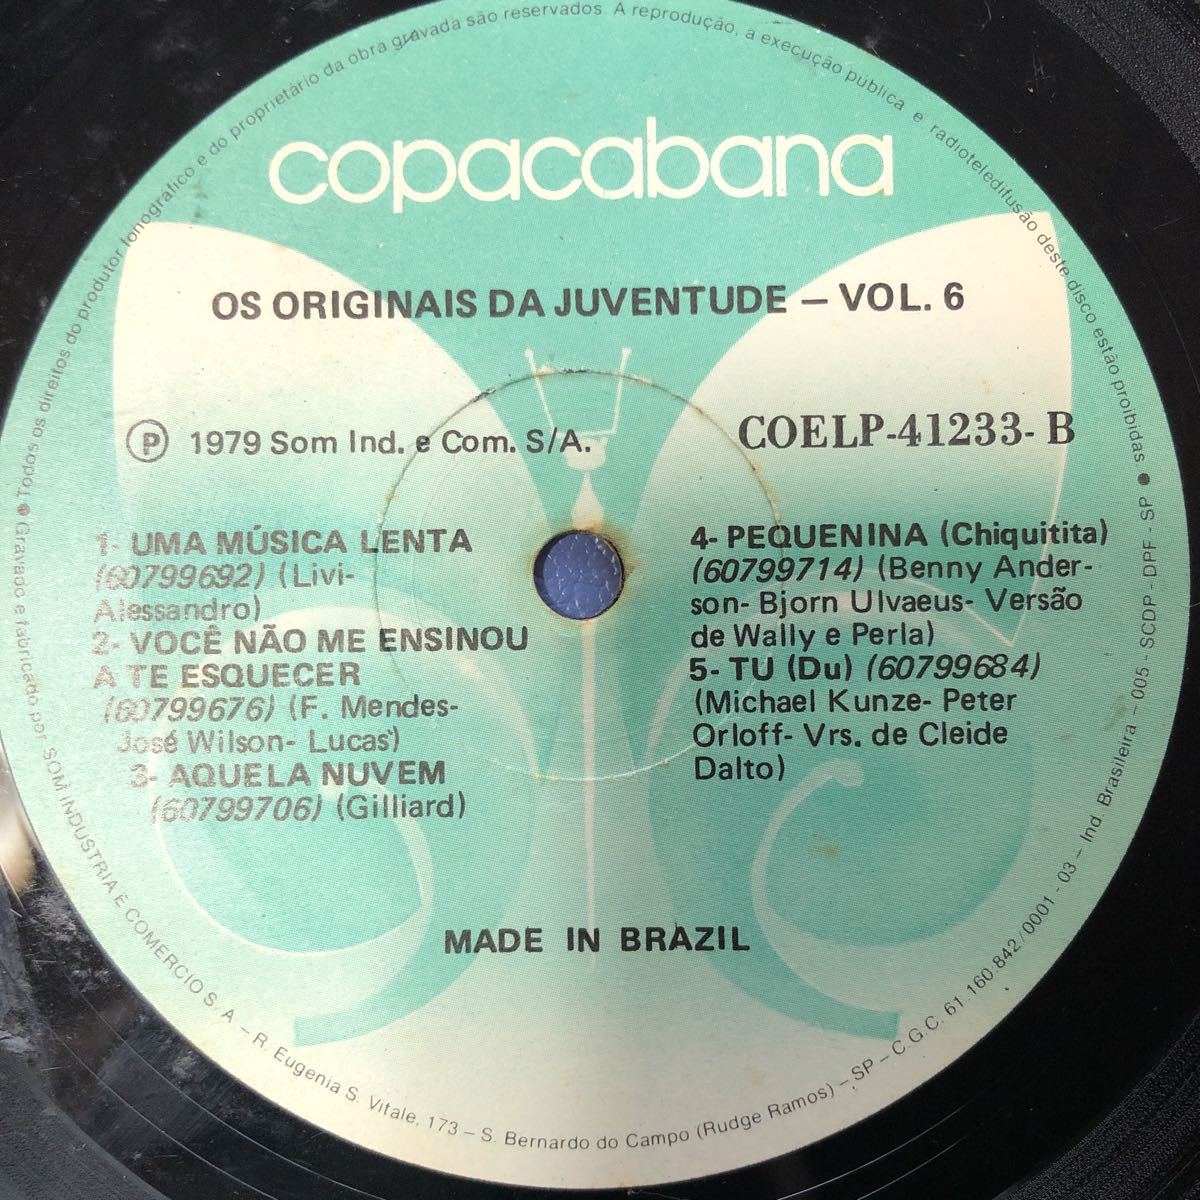 copacabana
OS ORIGINAIS DA JUVENTUDE – VOL. 6
Ⓟ 1979 Som Ind. e Com. S/A.
COELP-41233- B
1- UMA MÚSICA LENTA
(60799692) (Livi-
Alessandro)
2- VOCÊ NÃO ME ENSINOU
A TE ESQUECER
(60799676) (F. Mendes-
José Wilson- Lucas)
3- AQUELA NUVEM
(60799706) (Gilliard)
4- PEQUENINA (Chiquitita)
(60799714) (Benny Ander-
son- Bjorn Ulvaeus- Versão
de Wally e Perla)
5- TU (Du) (60799684)
(Michael Kunze- Peter
Orloff- Vrs. de Cleide
Dalto)
MADE IN BRAZIL
● Todos os direitos do produtor fonográfico e do proprietário da obra gravada são reservados. A reprodução, a execução pública e radioteledifusão deste disco estão proibidas. ●
Gravado e fabricado por SOM INDUSTRIA E COMERCIO S. A – R. Eugenia S. Vitale, 173 – S. Bernardo do Campo (Rudge Ramos) – SP – C.G.C. 61.160.842/0001 - 03 – Ind. Brasileira – 005 - SCDP - DPF - SP